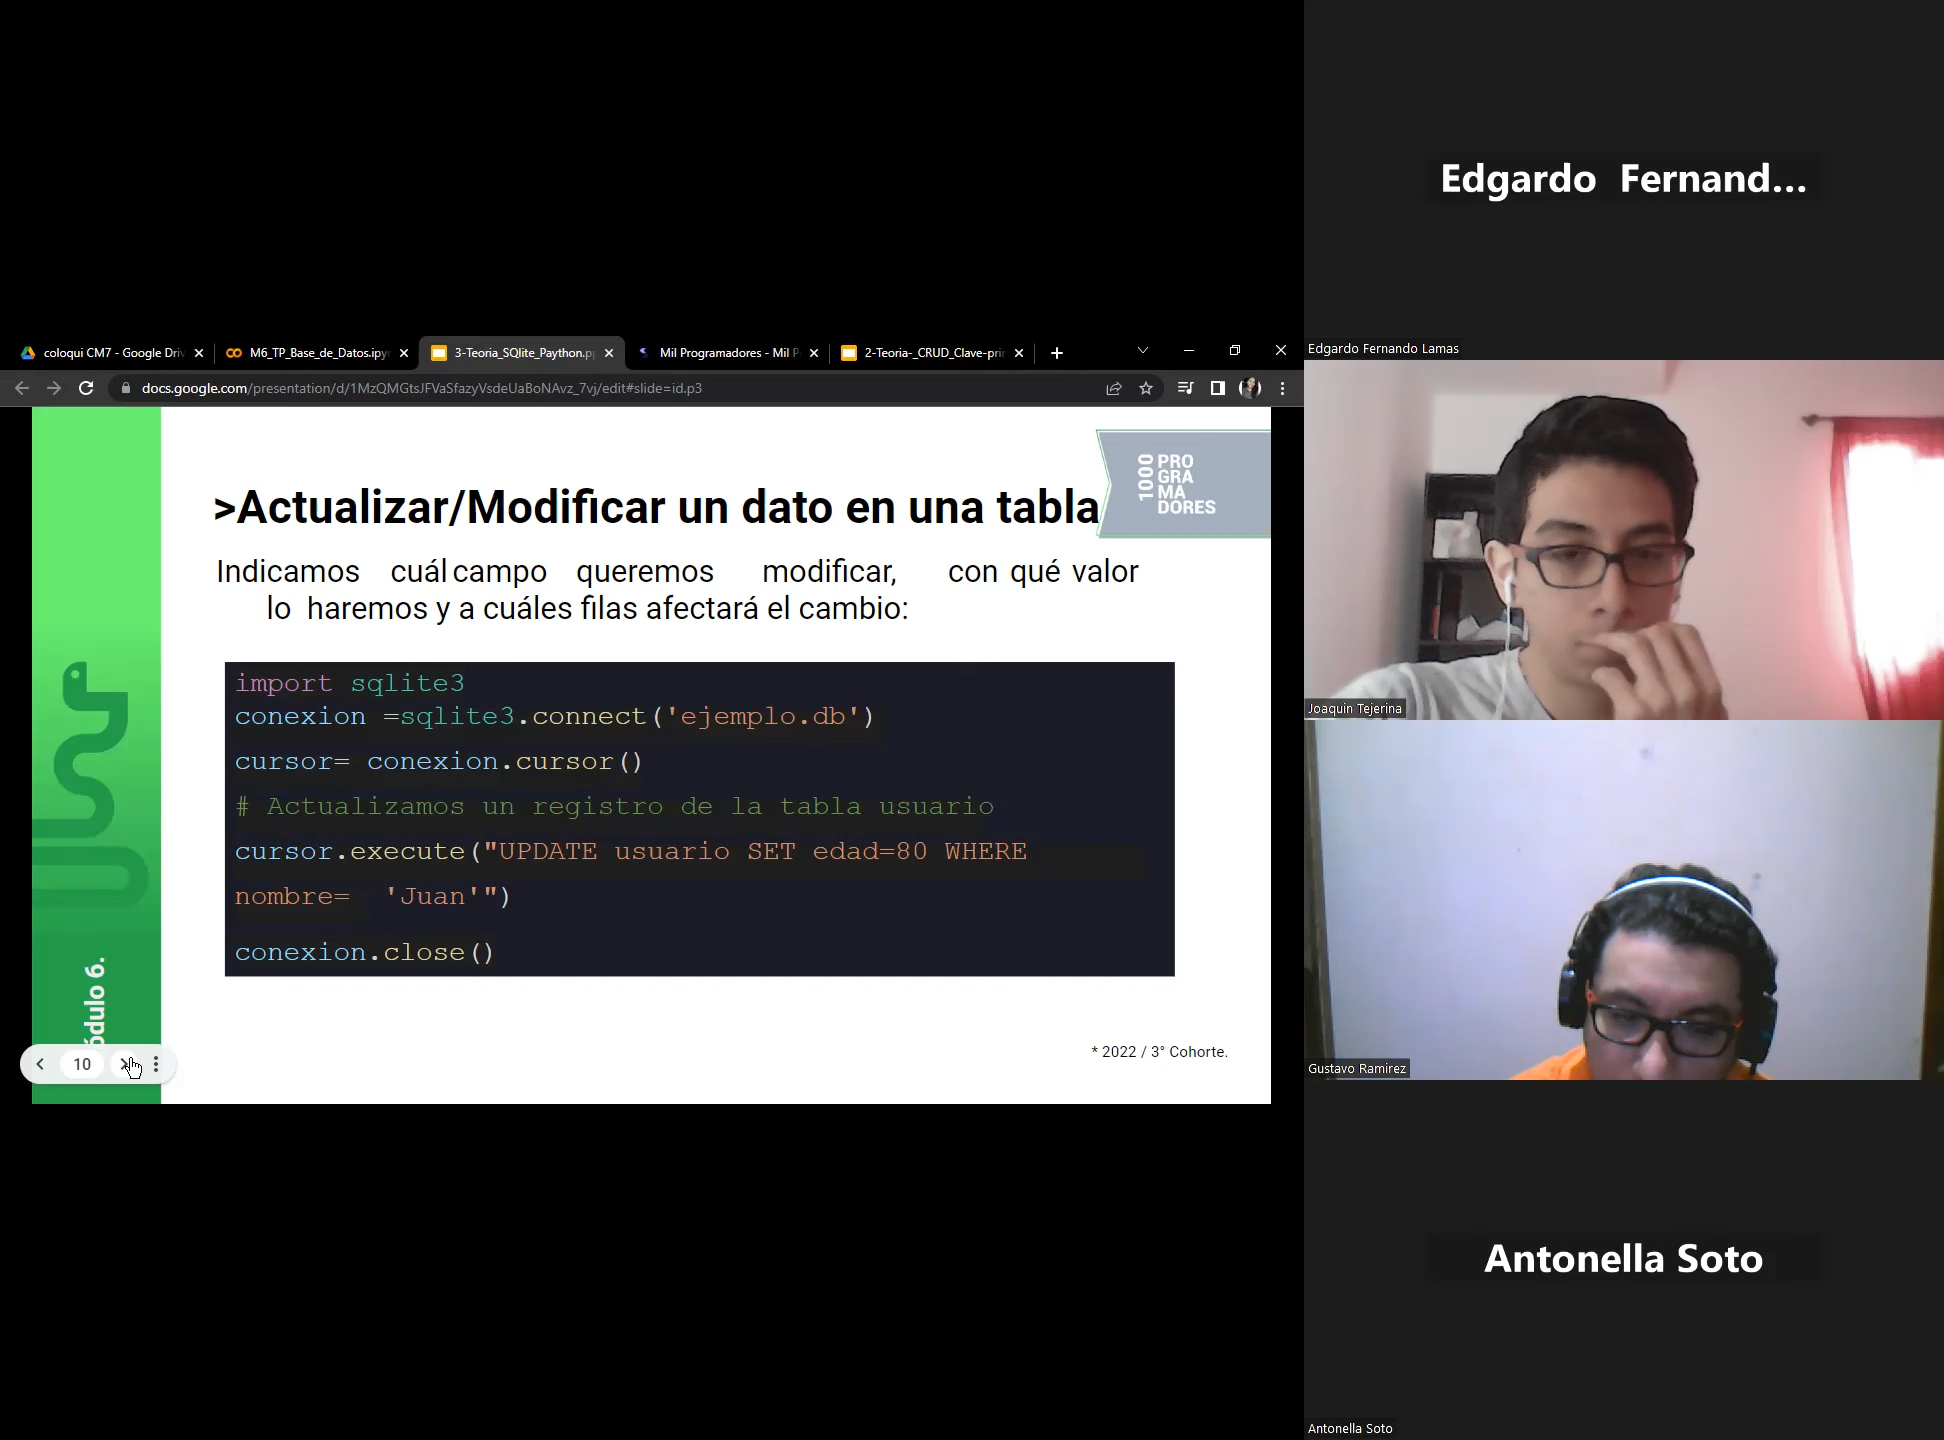 Edgardo Fernand...
Edgardo Fernando Lamas
coloqui CM7 - Google Driv
M6_TP_Base_de_Datos.ipy
3-Teoria_SQlite_Paython.p
Mil Programadores - Mil P
2-Teoria-_CRUD_Clave-pri
docs.google.com/presentation/d/1MzQMGtsJFVaSfazyVsdeUaBoNAvz_7vj/edit#slide=id.p3
1000
PRO
GRA
MA
DORES
>Actualizar/Modificar un dato en una tabla
Indicamos cuál campo queremos modificar, con qué valor
lo haremos y a cuáles filas afectará el cambio:
import sqlite3
conexion =sqlite3.connect('ejemplo.db')
cursor= conexion.cursor()
# Actualizamos un registro de la tabla usuario
cursor.execute("UPDATE usuario SET edad=80 WHERE
nombre= 'Juan'")
conexion.close()
ódulo 6.
10
* 2022 / 3° Cohorte.
Joaquin Tejerina
Gustavo Ramirez
Antonella Soto
Antonella Soto